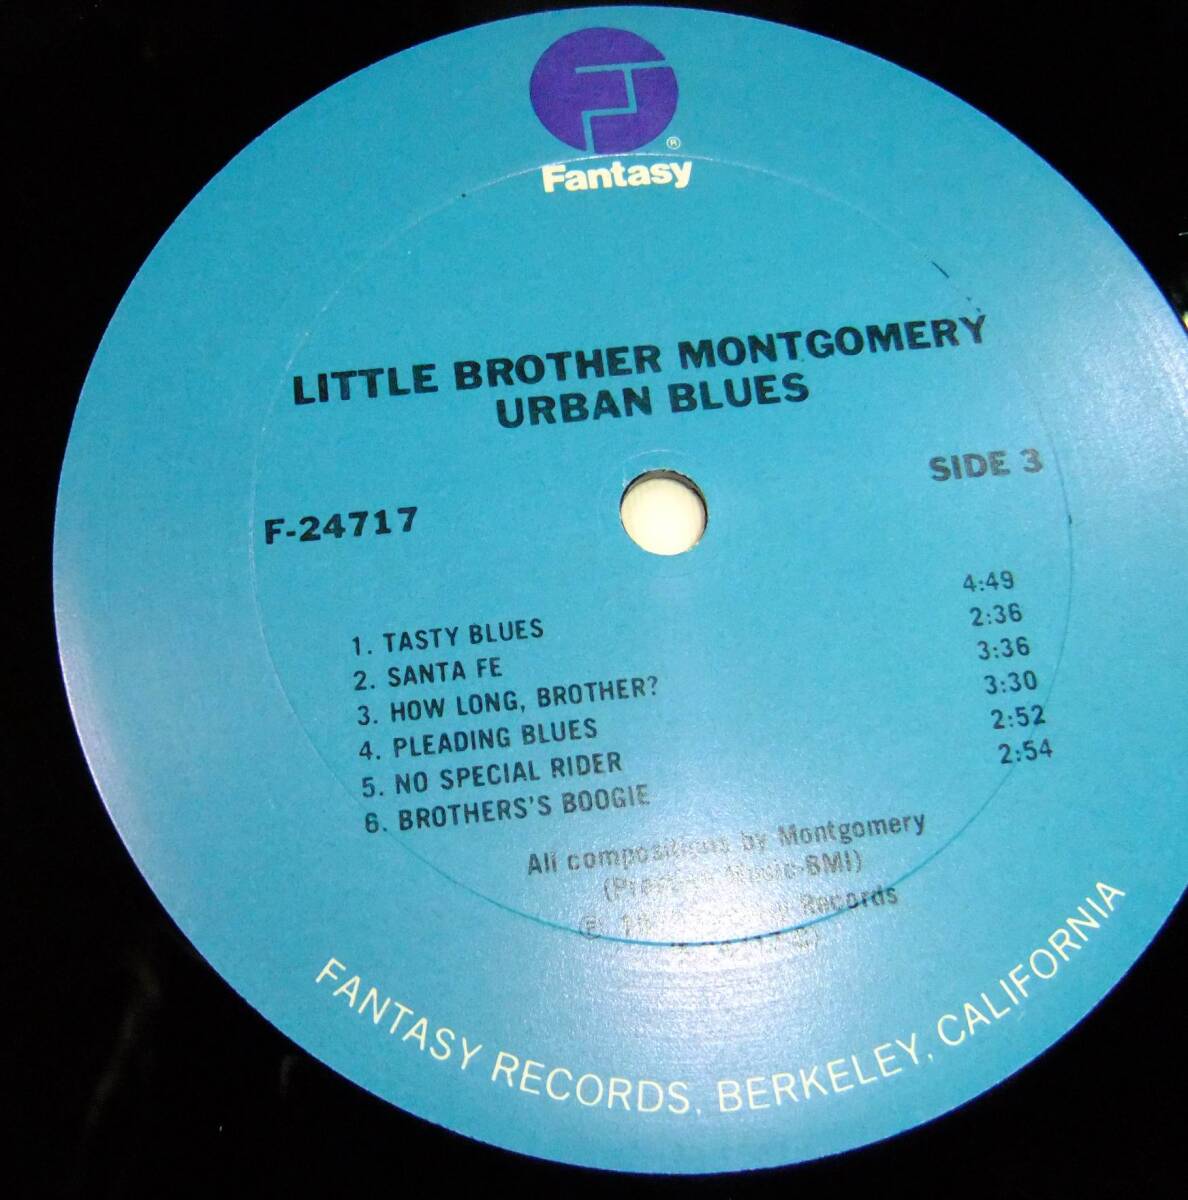 Fantasy
®
LITTLE BROTHER MONTGOMERY
URBAN BLUES
SIDE 3
F-24717
1. TASTY BLUES 4:49
2. SANTA FE 2:36
3. HOW LONG, BROTHER? 3:36
4. PLEADING BLUES 3:30
5. NO SPECIAL RIDER 2:52
6. BROTHERS'S BOOGIE 2:54
All compositions by Montgomery
Music-BMI)
℗ Records
FANTASY RECORDS, BERKELEY, CALIFORNIA